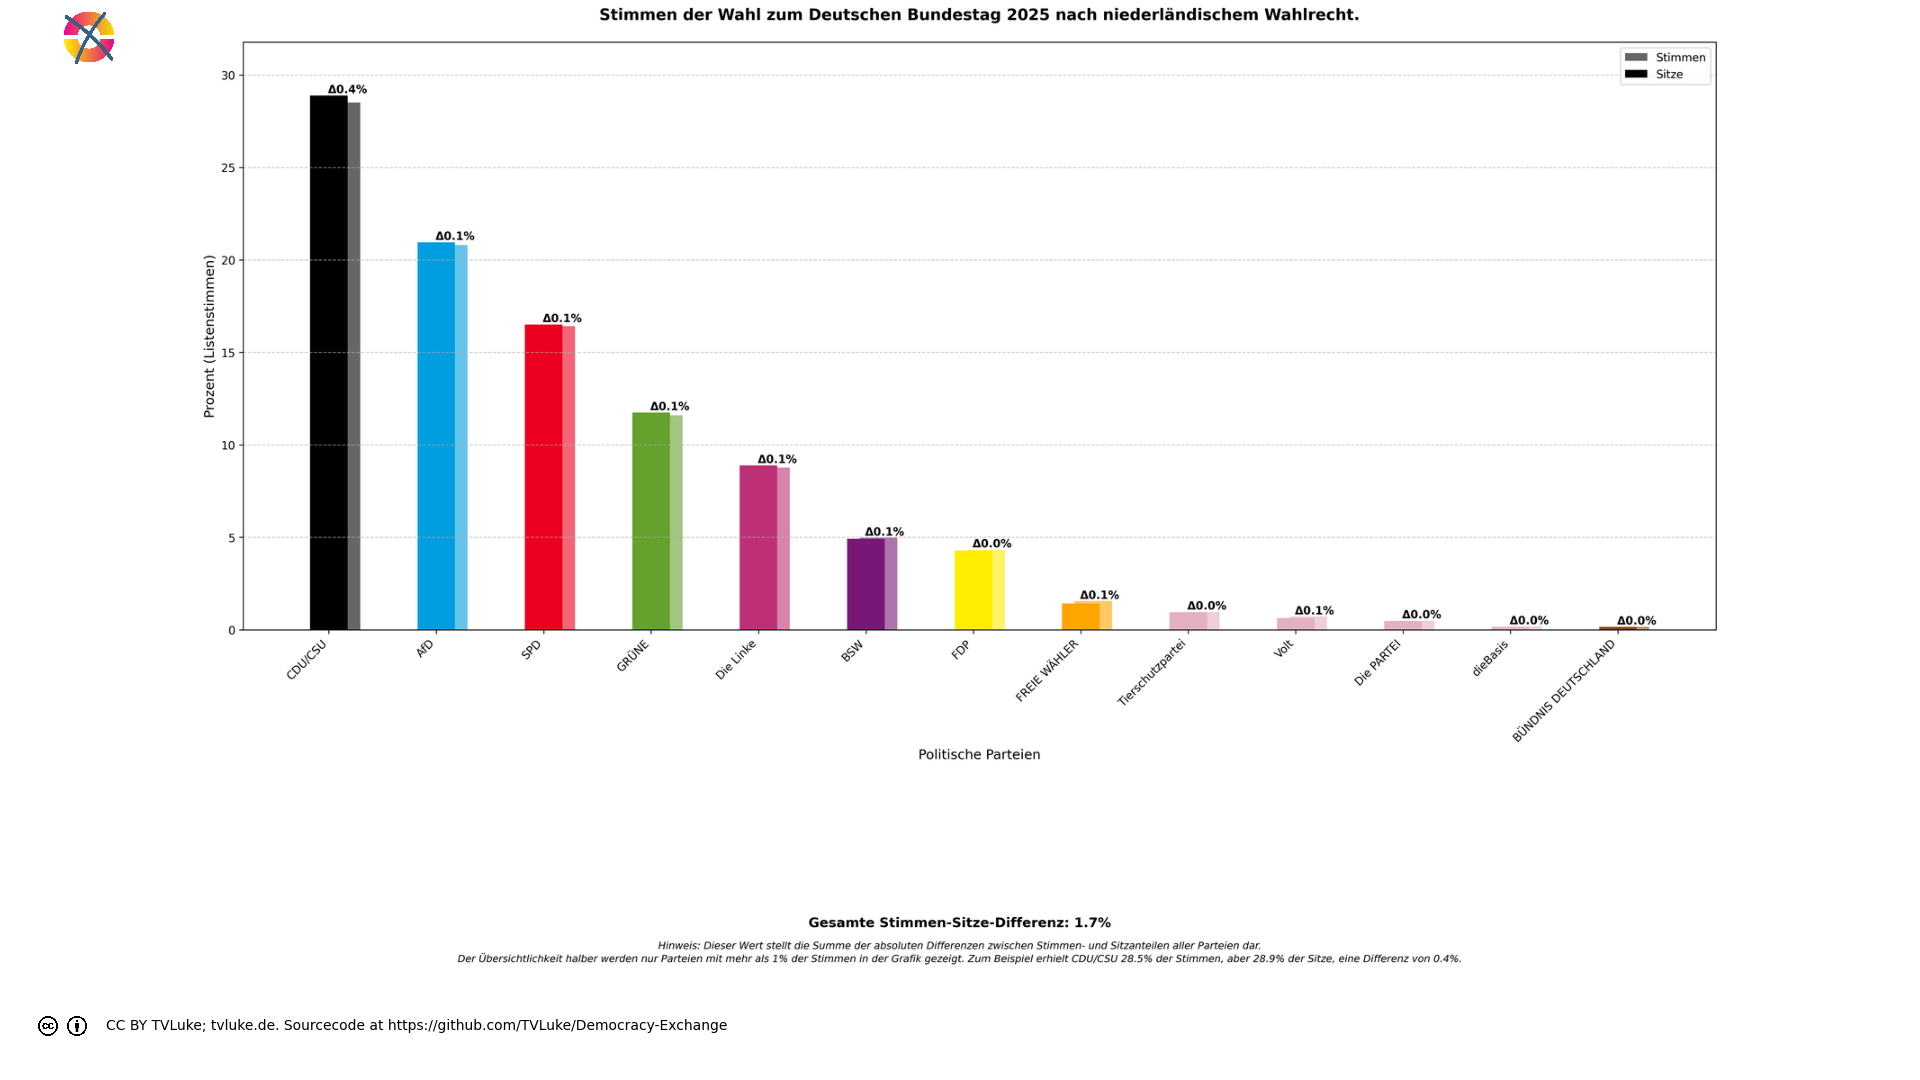 Stimmen der Wahl zum Deutschen Bundestag 2025 nach niederländischem Wahlrecht.
Stimmen
Sitze
Prozent (Listenstimmen)
30
25
20
15
10
5
0
Δ0.4%
Δ0.1%
Δ0.1%
Δ0.1%
Δ0.1%
Δ0.1%
Δ0.0%
Δ0.1%
Δ0.0%
Δ0.1%
Δ0.0%
Δ0.0%
Δ0.0%
CDU/CSU
AfD
SPD
GRÜNE
Die Linke
BSW
FDP
FREIE WÄHLER
Tierschutzpartei
Volt
Die PARTEI
dieBasis
BÜNDNIS DEUTSCHLAND
Politische Parteien
Gesamte Stimmen-Sitze-Differenz: 1.7%
Hinweis: Dieser Wert stellt die Summe der absoluten Differenzen zwischen Stimmen- und Sitzanteilen aller Parteien dar.
Der Übersichtlichkeit halber werden nur Parteien mit mehr als 1% der Stimmen in der Grafik gezeigt. Zum Beispiel erhielt CDU/CSU 28.5% der Stimmen, aber 28.9% der Sitze, eine Differenz von 0.4%.
cc CC BY TVLuke; tvluke.de. Sourcecode at https://github.com/TVLuke/Democracy-Exchange